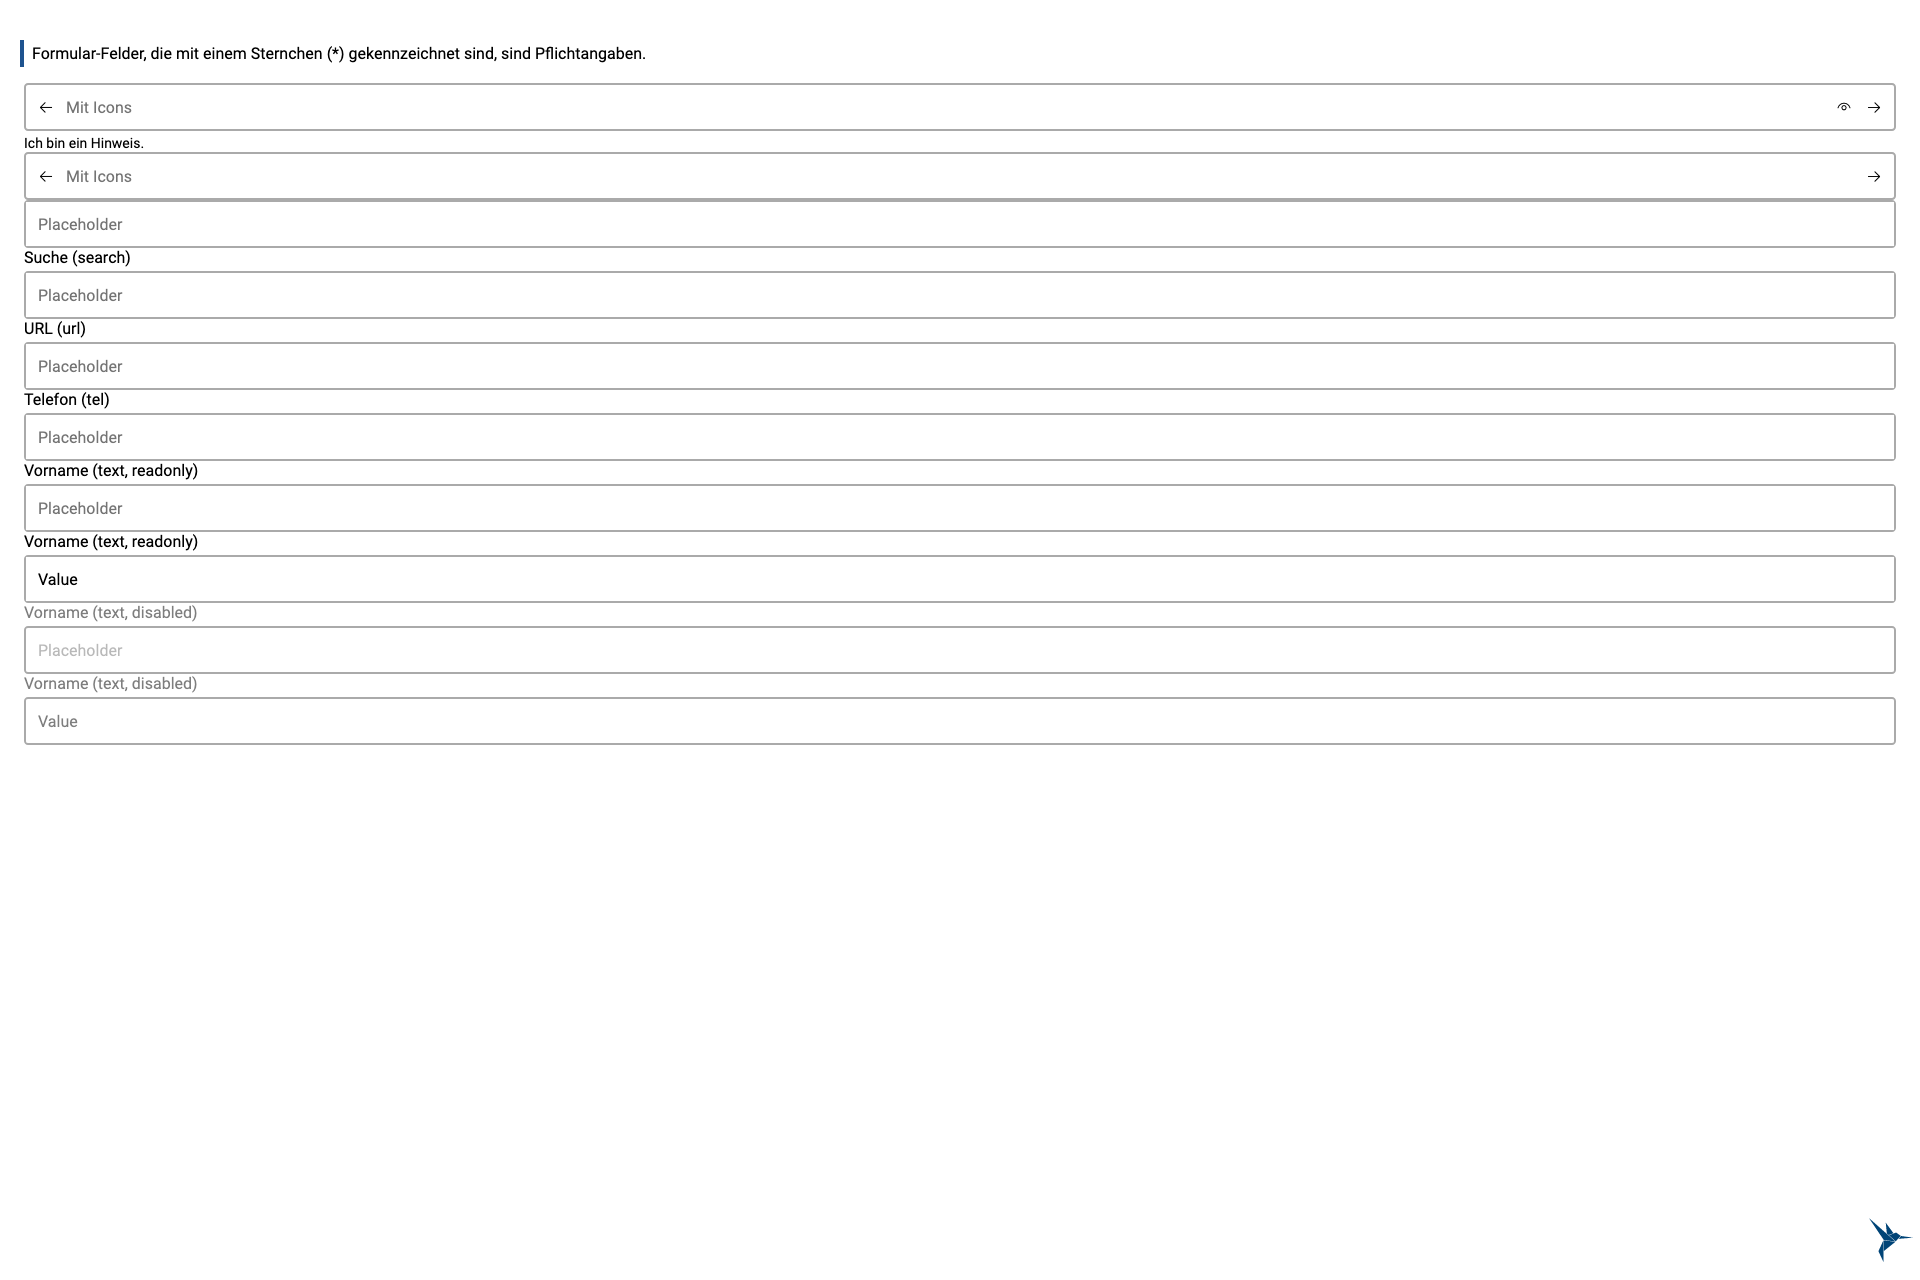 Formular-Felder, die mit einem Sternchen (*) gekennzeichnet sind, sind Pflichtangaben.
Mit Icons
Ich bin ein Hinweis.
Mit Icons
Placeholder
Suche (search)
Placeholder
URL (url)
Placeholder
Telefon (tel)
Placeholder
Vorname (text, readonly)
Placeholder
Vorname (text, readonly)
Value
Vorname (text, disabled)
Placeholder
Vorname (text, disabled)
Value